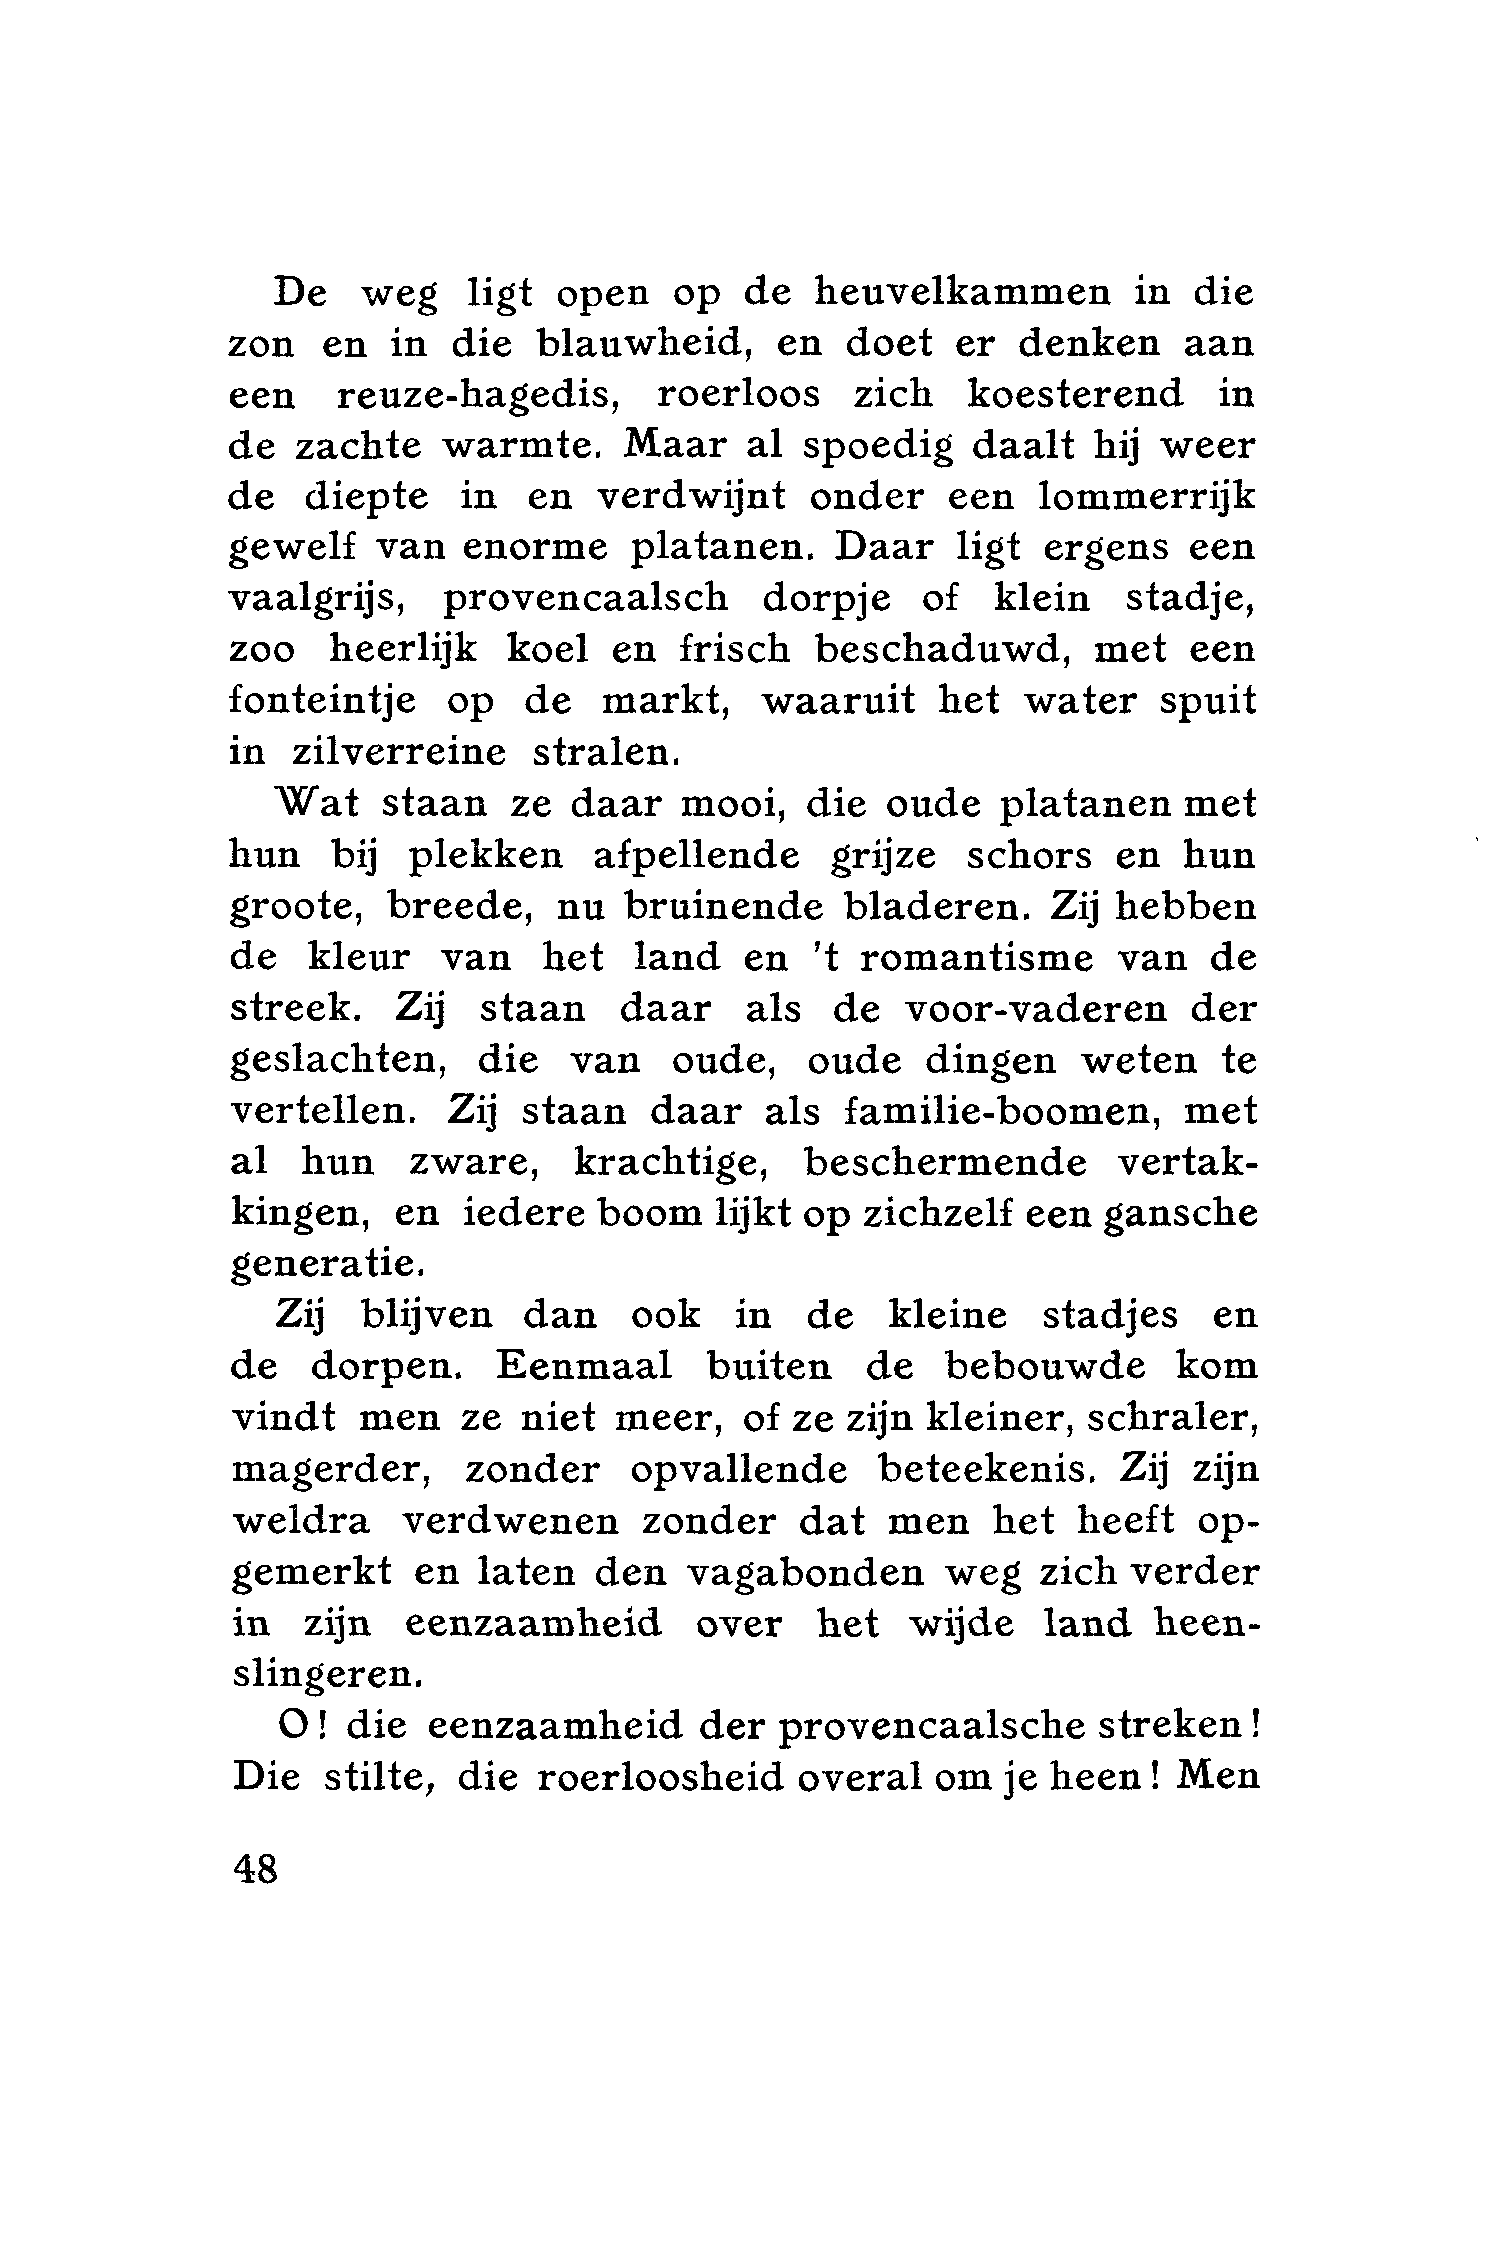 De weg ligt open op de heuvelkammen in die
zon en in die blauwheid, en doet er denken aan
een reuze-hagedis, roerloos zich koesterend in
de zachte warmte. Maar al spoedig daalt hij weer
de diepte in en verdwijnt onder een lommerrijk
gewelf van enorme platanen. Daar ligt ergens een
vaalgrijs, provencaalsch dorpje of klein stadje,
zoo heerlijk koel en frisch beschaduwd, met een
fonteintje op de markt, waaruit het water spuit
in zilverreine stralen.
Wat staan ze daar mooi, die oude platanen met
hun bij plekken afpellende grijze schors en hun
groote, breede, nu bruinende bladeren. Zij hebben
de kleur van het land en 't romantisme van de
streek. Zij staan daar als de voor-vaderen der
geslachten, die van oude, oude dingen weten te
vertellen. Zij staan daar als familie-boomen, met
al hun zware, krachtige, beschermende vertak-
kingen, en iedere boom lijkt op zichzelf een gansche
generatie.
Zij blijven dan ook in de kleine stadjes en
de dorpen. Eenmaal buiten de bebouwde kom
vindt men ze niet meer, of ze zijn kleiner, schraler,
magerder, zonder opvallende beteekenis. Zij zijn
weldra verdwenen zonder dat men het heeft op-
gemerkt en laten den vagabonden weg zich verder
in zijn eenzaamheid over het wijde land heen-
slingeren.
O! die eenzaamheid der provencaalsche streken!
Die stilte, die roerloosheid overal om je heen! Men
48